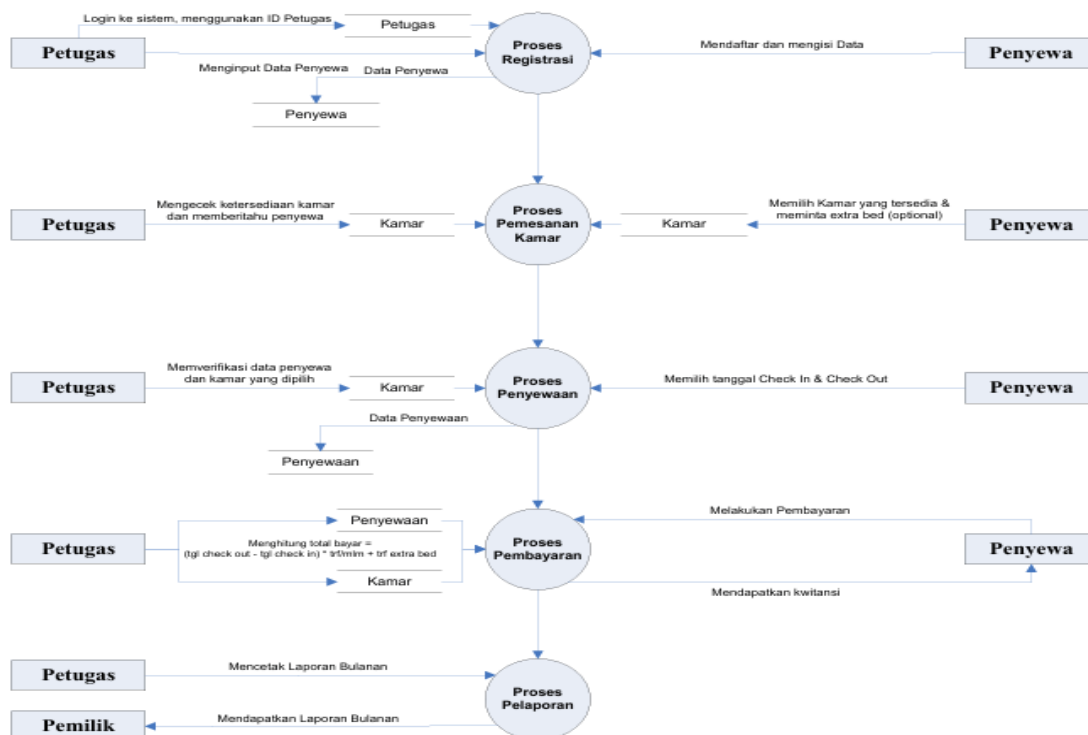 Login ke sistem, menggunakan ID Petugas
Petugas
Petugas
Proses
Registrasi
Mendaftar dan mengisi Data
Penyewa
Menginput Data Penyewa
Data Penyewa
Penyewa
Petugas
Mengecek ketersediaan kamar
dan memberitahu penyewa
Kamar
Proses
Pemesanan
Kamar
Kamar
Memilih Kamar yang tersedia &
meminta extra bed (optional)
Penyewa
Petugas
Memverifikasi data penyewa
dan kamar yang dipilih
Kamar
Proses
Penyewaan
Memilih tanggal Check In & Check Out
Penyewa
Data Penyewaan
Penyewaan
Petugas
Penyewaan
Menghitung total bayar =
(tgl check out - tgl check in) * trf/mlm + trf extra bed
Kamar
Proses
Pembayaran
Melakukan Pembayaran
Penyewa
Mendapatkan kwitansi
Petugas
Mencetak Laporan Bulanan
Proses
Pelaporan
Pemilik
Mendapatkan Laporan Bulanan